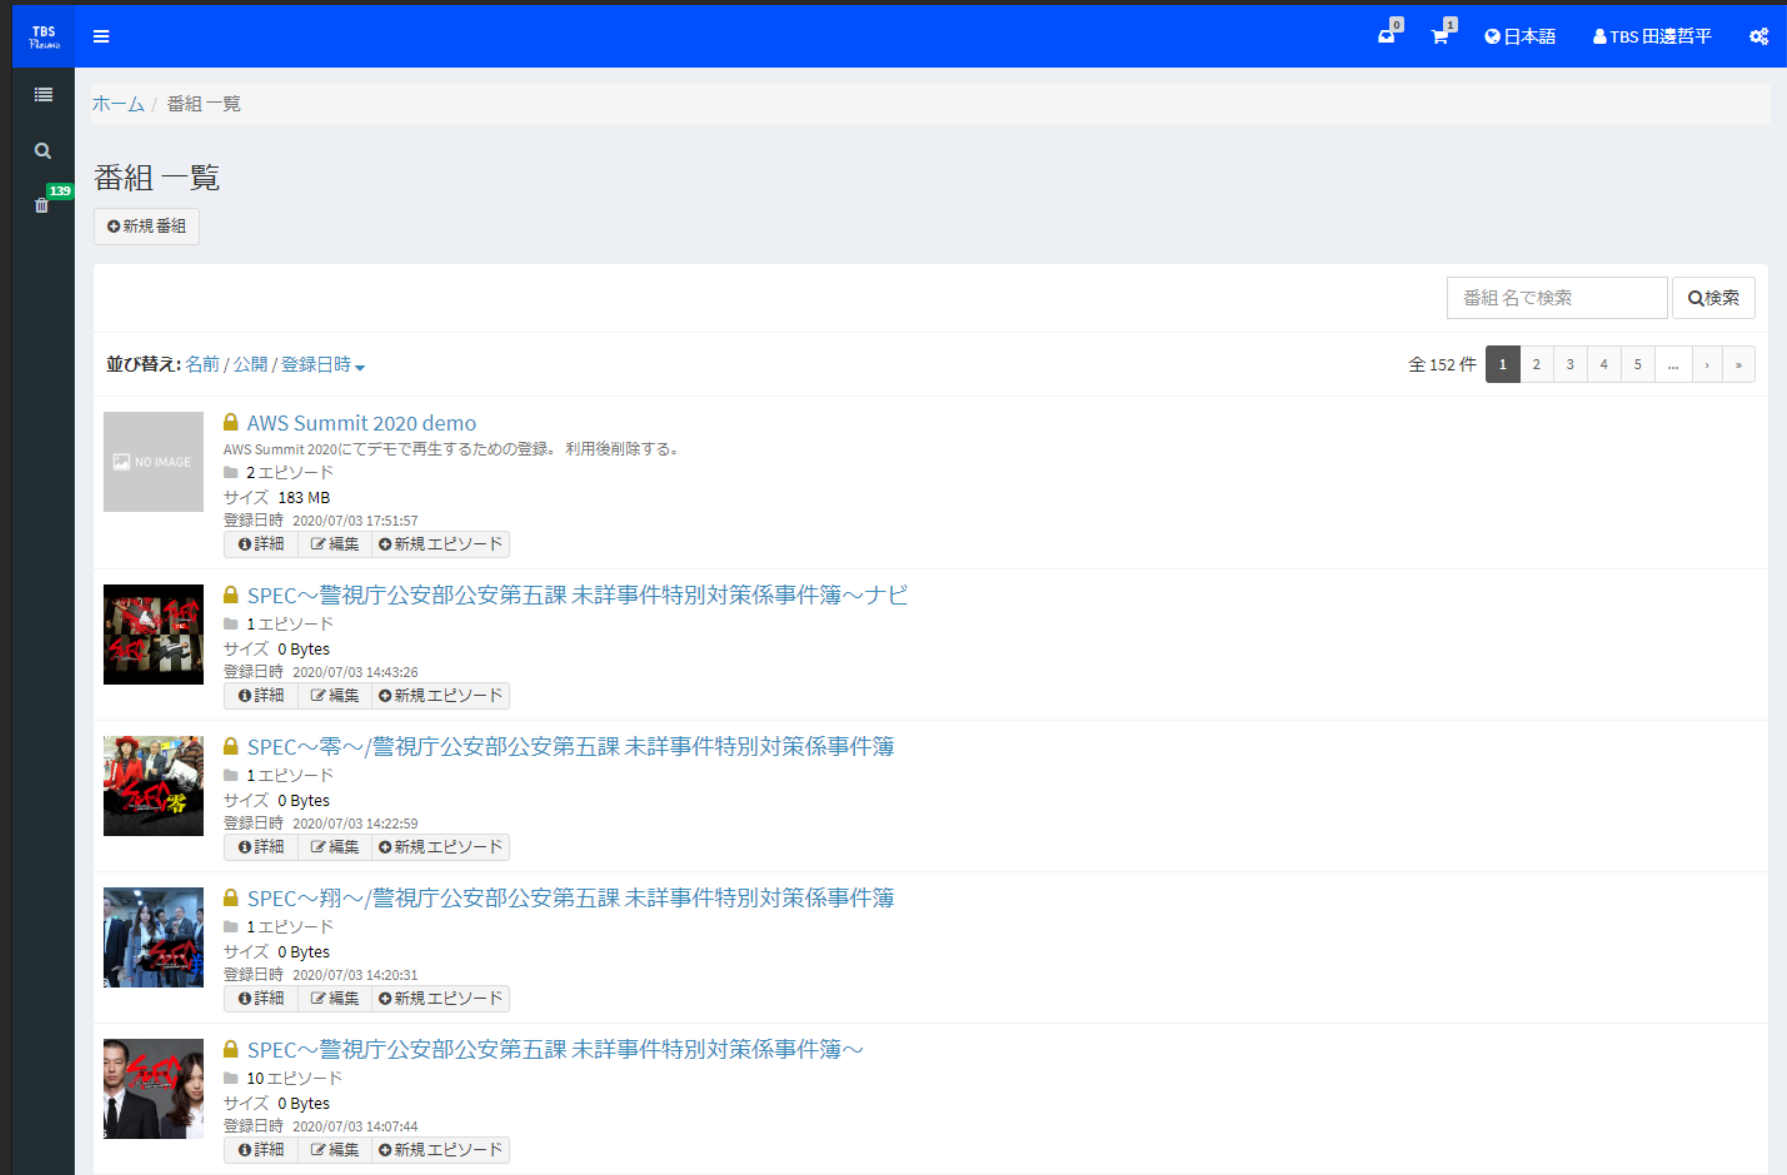 TBS
FREE LAND
0
1
日本語
TBS 田邊哲平
139
ホーム / 番組 一覧
番組 一覧
新規 番組
番組 名で検索
検索
並び替え: 名前 / 公開 / 登録日時
全 152 件 1 2 3 4 5 ... › »
NO IMAGE
AWS Summit 2020 demo
AWS Summit 2020にてデモで再生するための登録。 利用後削除する。
2 エピソード
サイズ 183 MB
登録日時 2020/07/03 17:51:57
詳細 編集 新規 エピソード
SPEC～警視庁公安部公安第五課 未詳事件特別対策係事件簿～ナビ
1 エピソード
サイズ 0 Bytes
登録日時 2020/07/03 14:43:26
詳細 編集 新規 エピソード
SPEC～零～/警視庁公安部公安第五課 未詳事件特別対策係事件簿
1 エピソード
サイズ 0 Bytes
登録日時 2020/07/03 14:22:59
詳細 編集 新規 エピソード
SPEC～翔～/警視庁公安部公安第五課 未詳事件特別対策係事件簿
1 エピソード
サイズ 0 Bytes
登録日時 2020/07/03 14:20:31
詳細 編集 新規 エピソード
SPEC～警視庁公安部公安第五課 未詳事件特別対策係事件簿～
10 エピソード
サイズ 0 Bytes
登録日時 2020/07/03 14:07:44
詳細 編集 新規 エピソード